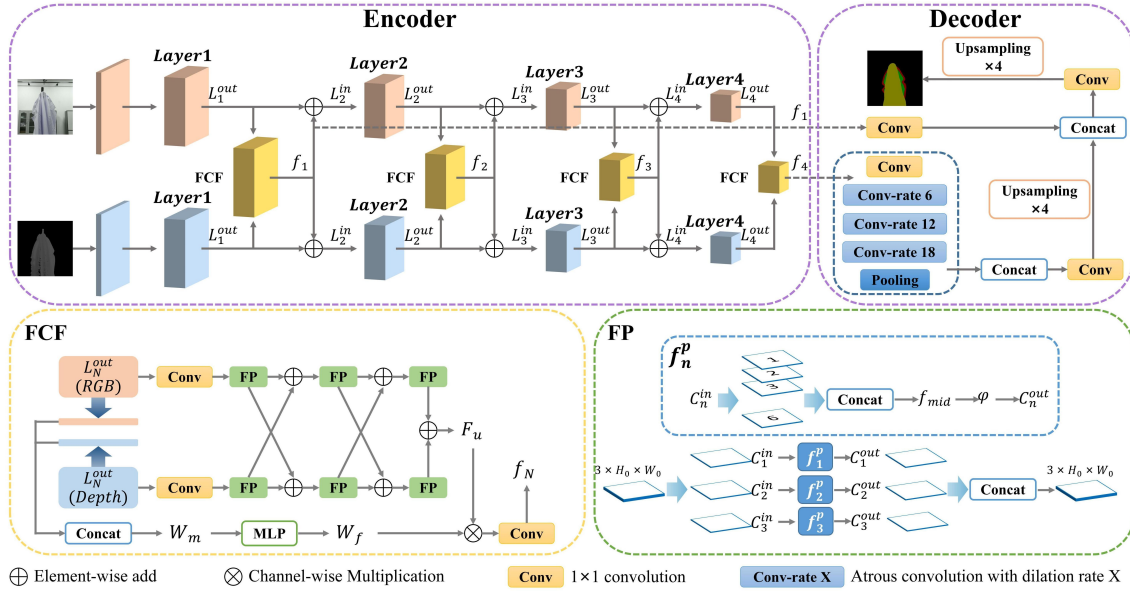 Encoder
Decoder
Layer1
Layer2
Layer3
Layer4
L_1^{out}
L_2^{in}
L_2^{out}
L_3^{in}
L_3^{out}
L_4^{in}
L_4^{out}
FCF
f_1
FCF
f_2
FCF
f_3
FCF
f_4
f_1
Layer1
Layer2
Layer3
Layer4
L_1^{out}
L_2^{in}
L_2^{out}
L_3^{in}
L_3^{out}
L_4^{in}
L_4^{out}
Upsampling
×4
Conv
Conv
Concat
Conv
Conv-rate 6
Conv-rate 12
Conv-rate 18
Pooling
Upsampling
×4
Concat
Conv
FCF
L_N^{out}
(RGB)
Conv
FP
FP
FP
F_u
f_N
L_N^{out}
(Depth)
Conv
FP
FP
FP
Concat
W_m
MLP
W_f
Conv
FP
f_n^p
C_n^{in}
1
2
3
6
Concat
f_{mid}
φ
C_n^{out}
3 × H_0 × W_0
C_1^{in}
f_1^p
C_1^{out}
C_2^{in}
f_2^p
C_2^{out}
C_3^{in}
f_3^p
C_3^{out}
Concat
3 × H_0 × W_0
⊕ Element-wise add
⊗ Channel-wise Multiplication
Conv 1×1 convolution
Conv-rate X Atrous convolution with dilation rate X